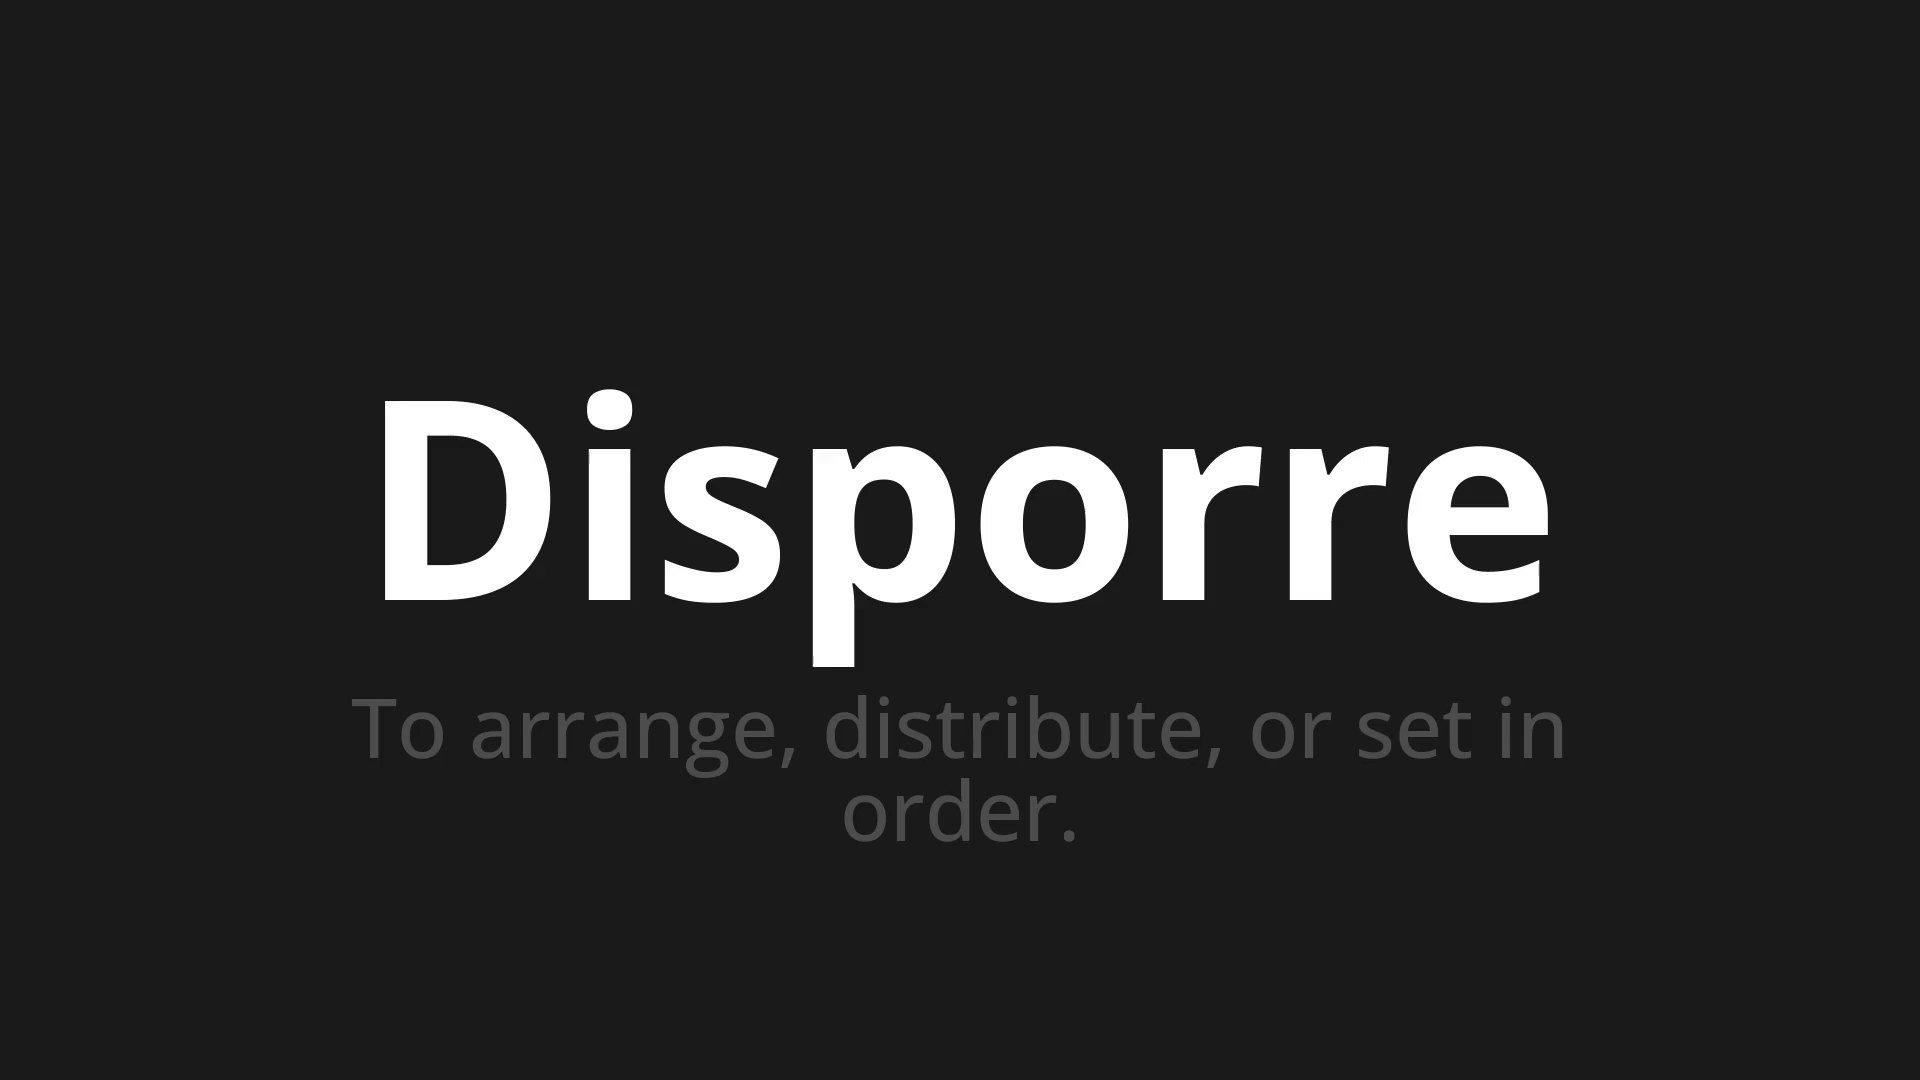 Disporre
To arrange, distribute, or set in
order.